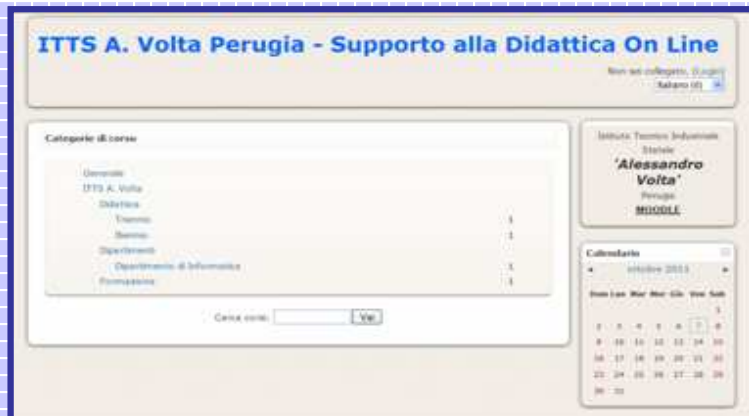 ITTS A. Volta Perugia - Supporto alla Didattica On Line
Non sei collegato. (Login)
Italiano (it)
Categorie di corso
Generale
ITTS A. Volta
Didattica
Triennio 1
Biennio 1
Dipartimenti
Dipartimento di Informatica 1
Formazione 1
Cerca corsi: Vai
Istituto Tecnico Industriale
Statale
'Alessandro
Volta'
Perugia
MOODLE
Calendario
ottobre 2011
Dom Lun Mar Mer Gio Ven Sab
1
2 3 4 5 6 7 8
9 10 11 12 13 14 15
16 17 18 19 20 21 22
23 24 25 26 27 28 29
30 31